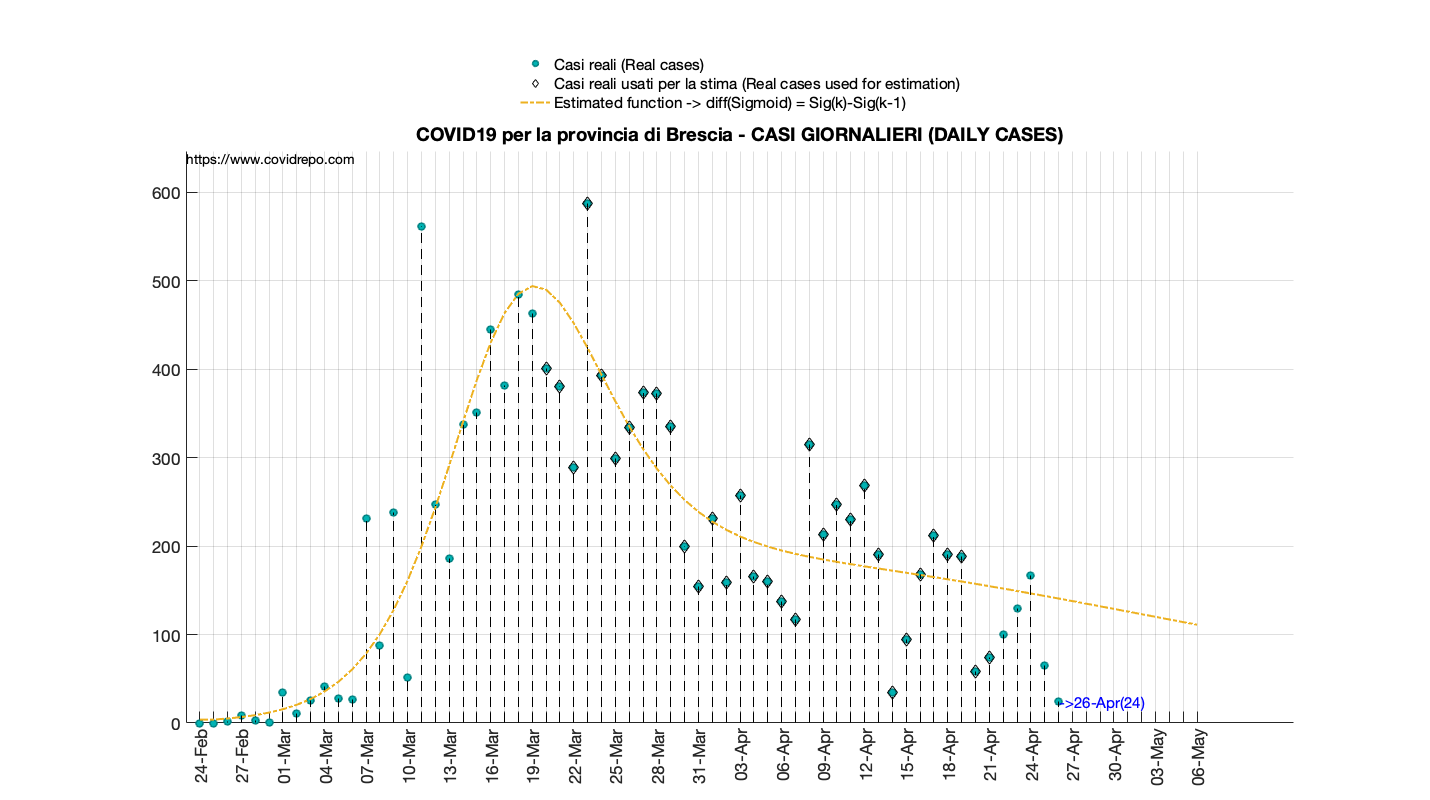 Casi reali (Real cases)
Casi reali usati per la stima (Real cases used for estimation)
Estimated function -> diff(Sigmoid) = Sig(k)-Sig(k-1)
COVID19 per la provincia di Brescia - CASI GIORNALIERI (DAILY CASES)
https://www.covidrepo.com
600
500
400
300
200
100
0
->26-Apr(24)
24-Feb
27-Feb
01-Mar
04-Mar
07-Mar
10-Mar
13-Mar
16-Mar
19-Mar
22-Mar
25-Mar
28-Mar
31-Mar
03-Apr
06-Apr
09-Apr
12-Apr
15-Apr
18-Apr
21-Apr
24-Apr
27-Apr
30-Apr
03-May
06-May